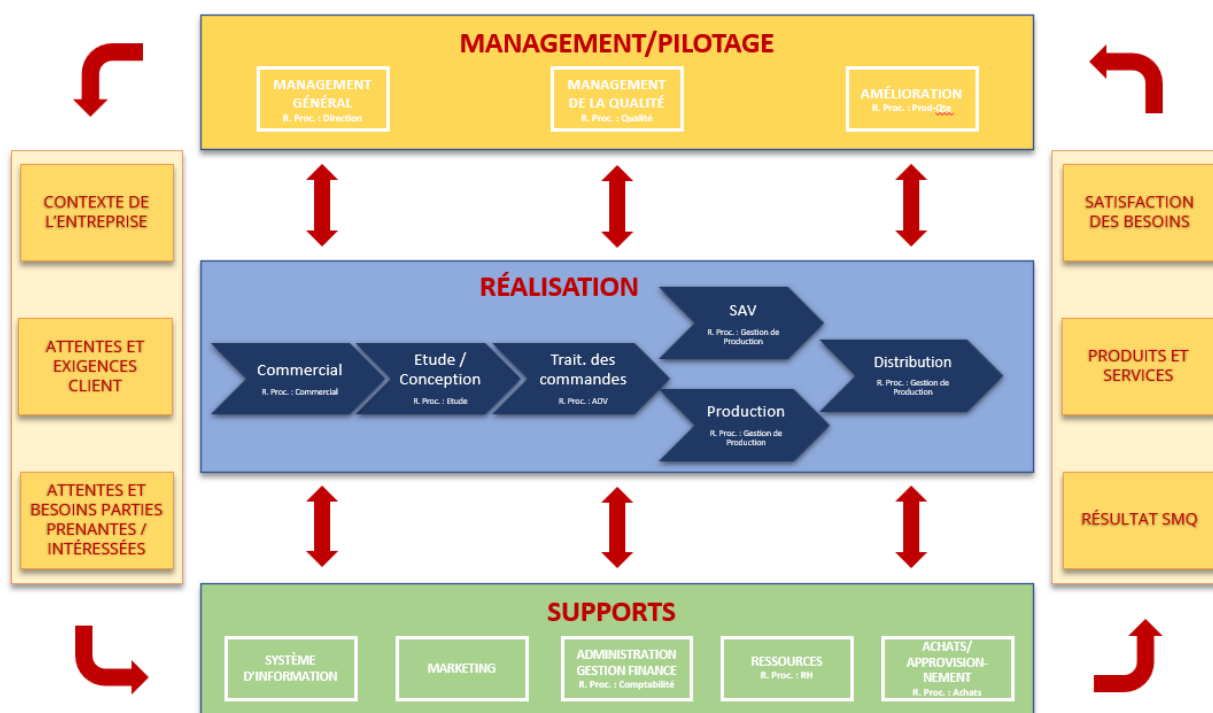 MANAGEMENT/PILOTAGE
MANAGEMENT
GÉNÉRAL
R. Proc. : Direction
MANAGEMENT
DE LA QUALITÉ
R. Proc. : Qualité
AMÉLIORATION
R. Proc. : Prod-Qte
CONTEXTE DE
L'ENTREPRISE
ATTENTES ET
EXIGENCES
CLIENT
ATTENTES ET
BESOINS PARTIES
PRENANTES /
INTÉRESSÉES
RÉALISATION
Commercial
R. Proc. : Commercial
Etude /
Conception
R. Proc. : Etude
Trait. des
commandes
R. Proc. : ADV
SAV
R. Proc. : Gestion de
Production
Production
R. Proc. : Gestion de
Production
Distribution
R. Proc. : Gestion de
Production
SATISFACTION
DES BESOINS
PRODUITS ET
SERVICES
RÉSULTAT SMQ
SUPPORTS
SYSTÈME
D'INFORMATION
MARKETING
ADMINISTRATION
GESTION FINANCE
R. Proc. : Comptabilité
RESSOURCES
R. Proc. : RH
ACHATS/
APPROVISION-
NEMENT
R. Proc. : Achats